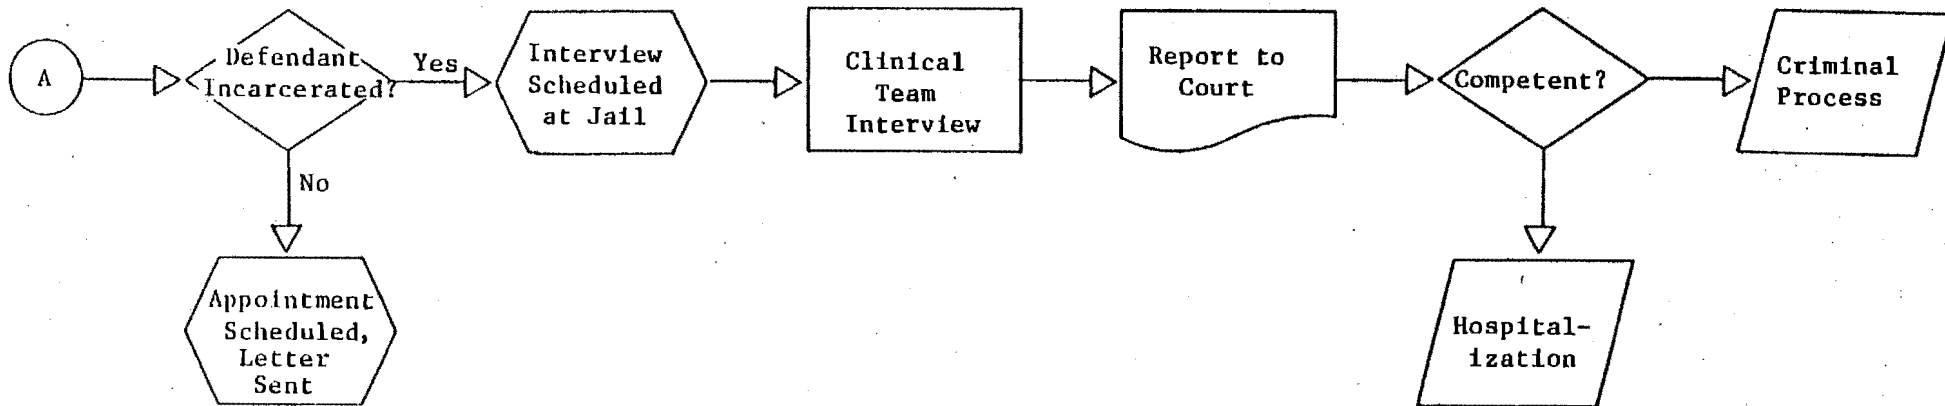 A
Defendant
Incarcerated?
Yes
No
Interview
Scheduled
at Jail
Clinical
Team
Interview
Report to
Court
Competent?
Criminal
Process
Appointment
Scheduled,
Letter
Sent
Hospital-
ization